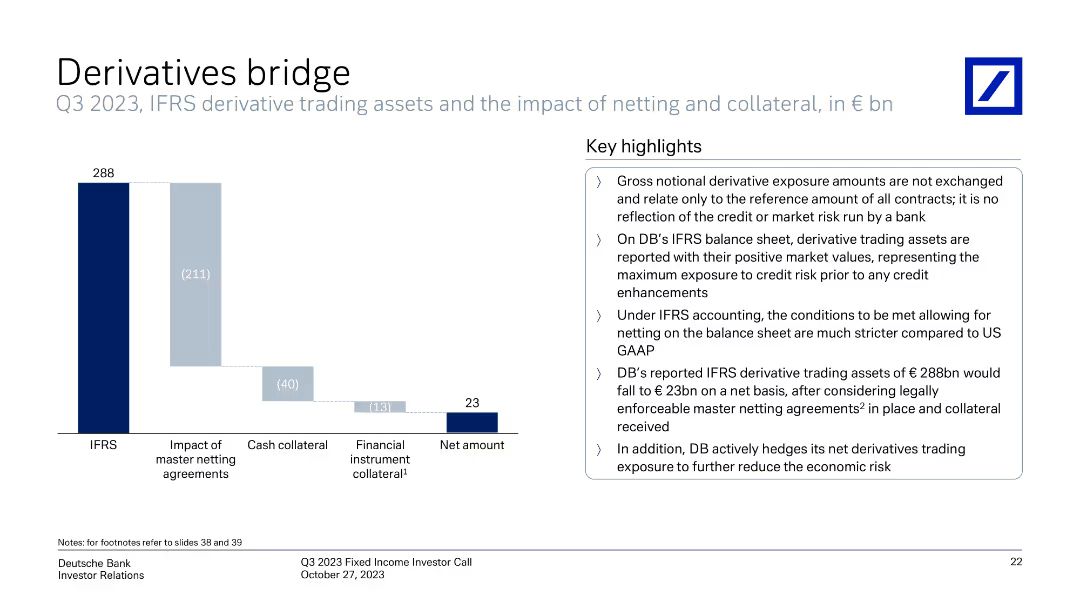 Derivatives bridge
Q3 2023, IFRS derivative trading assets and the impact of netting and collateral, in € bn
288
(211)
(40)
(13)
23
IFRS
Impact of
master netting
agreements
Cash collateral
Financial
instrument
collateral¹
Net amount
Key highlights
〉 Gross notional derivative exposure amounts are not exchanged
and relate only to the reference amount of all contracts; it is no
reflection of the credit or market risk run by a bank
〉 On DB's IFRS balance sheet, derivative trading assets are
reported with their positive market values, representing the
maximum exposure to credit risk prior to any credit
enhancements
〉 Under IFRS accounting, the conditions to be met allowing for
netting on the balance sheet are much stricter compared to US
GAAP
〉 DB's reported IFRS derivative trading assets of € 288bn would
fall to € 23bn on a net basis, after considering legally
enforceable master netting agreements² in place and collateral
received
〉 In addition, DB actively hedges its net derivatives trading
exposure to further reduce the economic risk
Notes: for footnotes refer to slides 38 and 39
Deutsche Bank
Investor Relations
Q3 2023 Fixed Income Investor Call
October 27, 2023
22